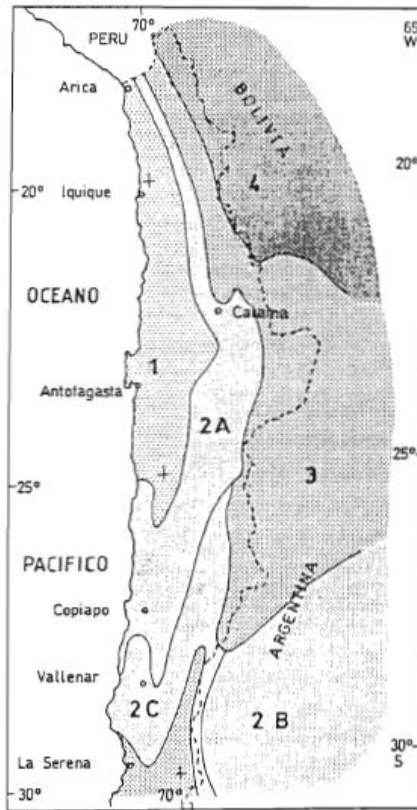 70°
65
W
PERU
Arica
BOLIVIA
20°
Iquique
20°
4
OCEANO
Calama
1
Antofagasta
2A
25°
3
25°
PACIFICO
Copiapo
ARGENTINA
Vallenar
2C
2B
30°
S
La Serena
30°
70°